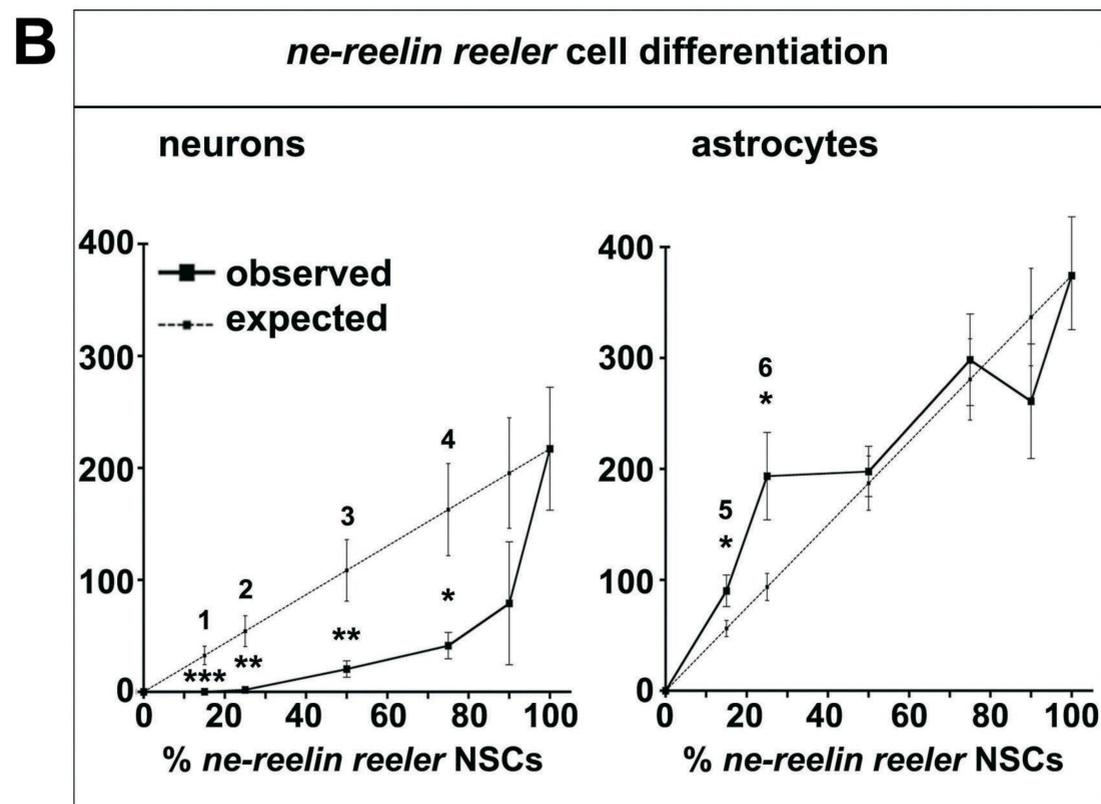 B
ne-reelin reeler cell differentiation
neurons
400
300
200
100
0
observed
expected
1
2
3
4
***
**
**
*
0 20 40 60 80 100
% ne-reelin reeler NSCs
astrocytes
400
300
200
100
0
5
*
6
*
0 20 40 60 80 100
% ne-reelin reeler NSCs